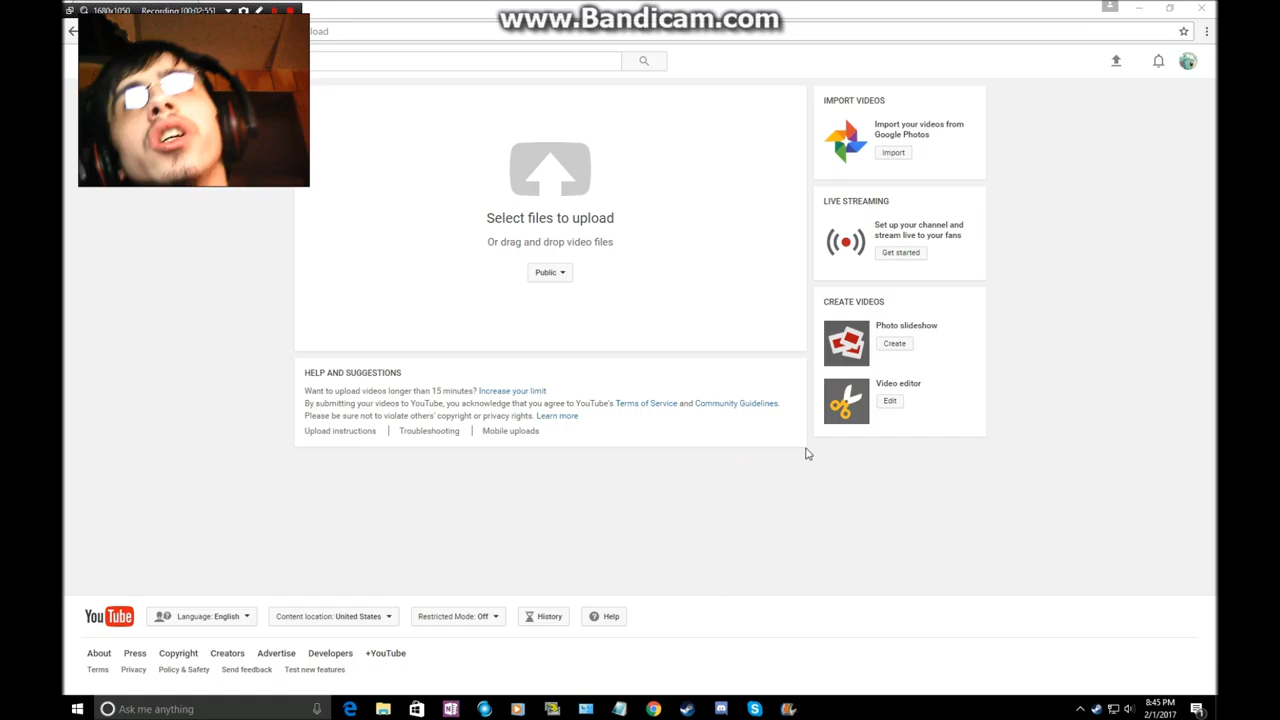 www.Bandicam.com
1680x1050 Recording [00:02:55]
load
IMPORT VIDEOS
Import your videos from
Google Photos
Import
Select files to upload
Or drag and drop video files
Public
LIVE STREAMING
Set up your channel and
stream live to your fans
Get started
CREATE VIDEOS
Photo slideshow
Create
Video editor
Edit
HELP AND SUGGESTIONS
Want to upload videos longer than 15 minutes? Increase your limit
By submitting your videos to YouTube, you acknowledge that you agree to YouTube's Terms of Service and Community Guidelines.
Please be sure not to violate others' copyright or privacy rights. Learn more
Upload instructions | Troubleshooting | Mobile uploads
YouTube Language: English Content location: United States Restricted Mode: Off History Help
About Press Copyright Creators Advertise Developers +YouTube
Terms Privacy Policy & Safety Send feedback Test new features
Ask me anything
8:45 PM
2/1/2017